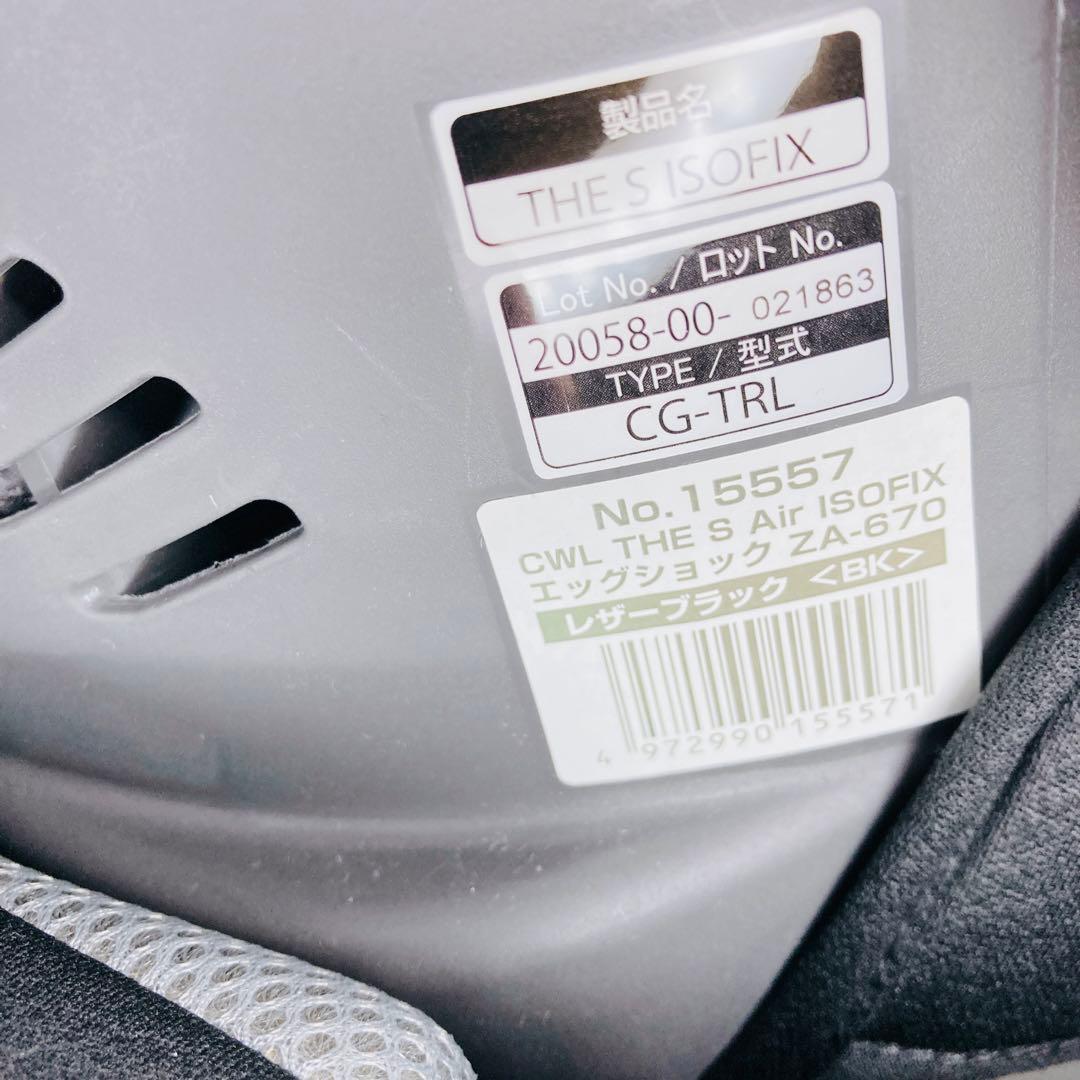 製品名
THE S ISOFIX
Lot No. / ロット No.
20058-00- 021863
TYPE / 型式
CG-TRL
No.15557
CWL THE S Air ISOFIX
エッグショック ZA-670
レザーブラック <BK>
4 972990 155571